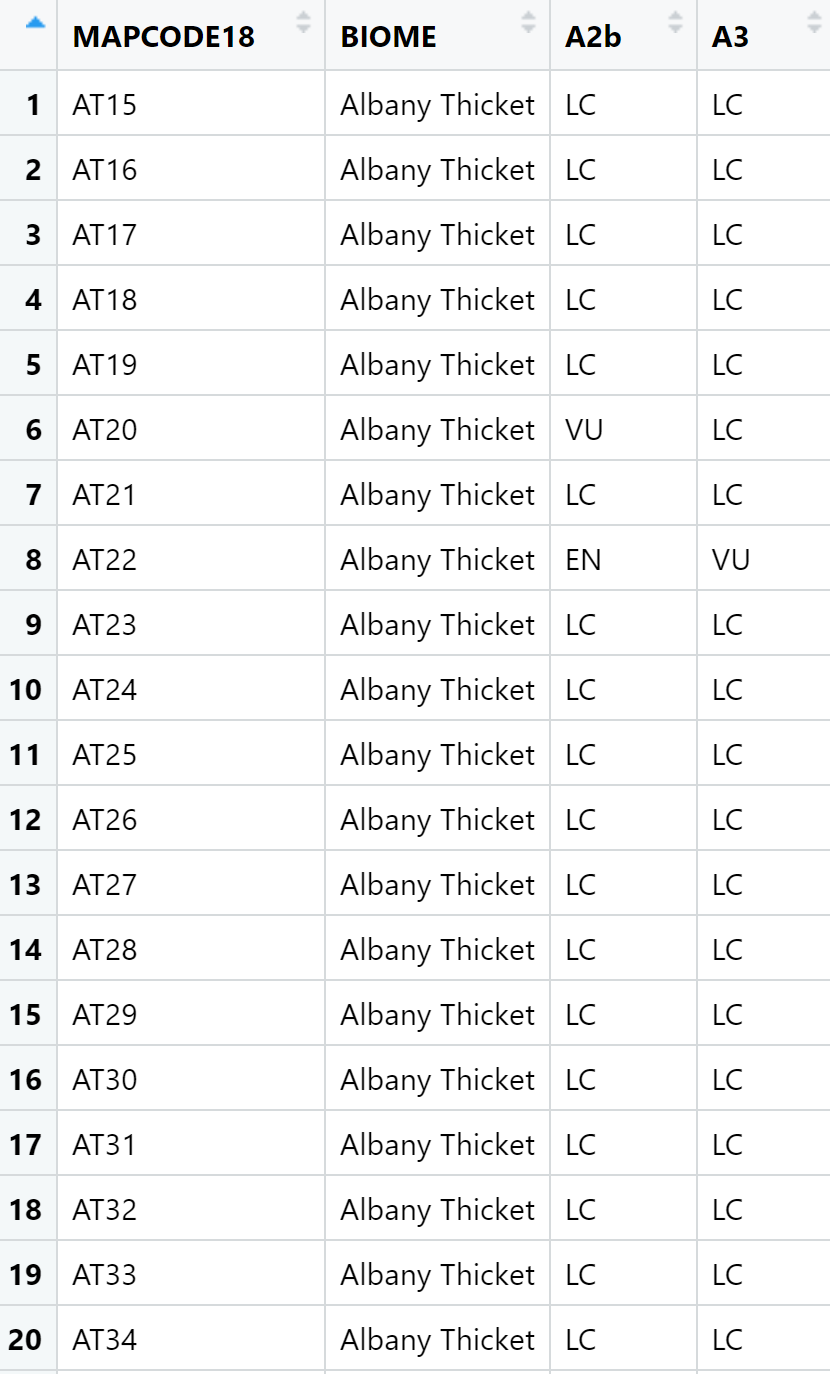 MAPCODE18 BIOME A2b A3
1 AT15 Albany Thicket LC LC
2 AT16 Albany Thicket LC LC
3 AT17 Albany Thicket LC LC
4 AT18 Albany Thicket LC LC
5 AT19 Albany Thicket LC LC
6 AT20 Albany Thicket VU LC
7 AT21 Albany Thicket LC LC
8 AT22 Albany Thicket EN VU
9 AT23 Albany Thicket LC LC
10 AT24 Albany Thicket LC LC
11 AT25 Albany Thicket LC LC
12 AT26 Albany Thicket LC LC
13 AT27 Albany Thicket LC LC
14 AT28 Albany Thicket LC LC
15 AT29 Albany Thicket LC LC
16 AT30 Albany Thicket LC LC
17 AT31 Albany Thicket LC LC
18 AT32 Albany Thicket LC LC
19 AT33 Albany Thicket LC LC
20 AT34 Albany Thicket LC LC